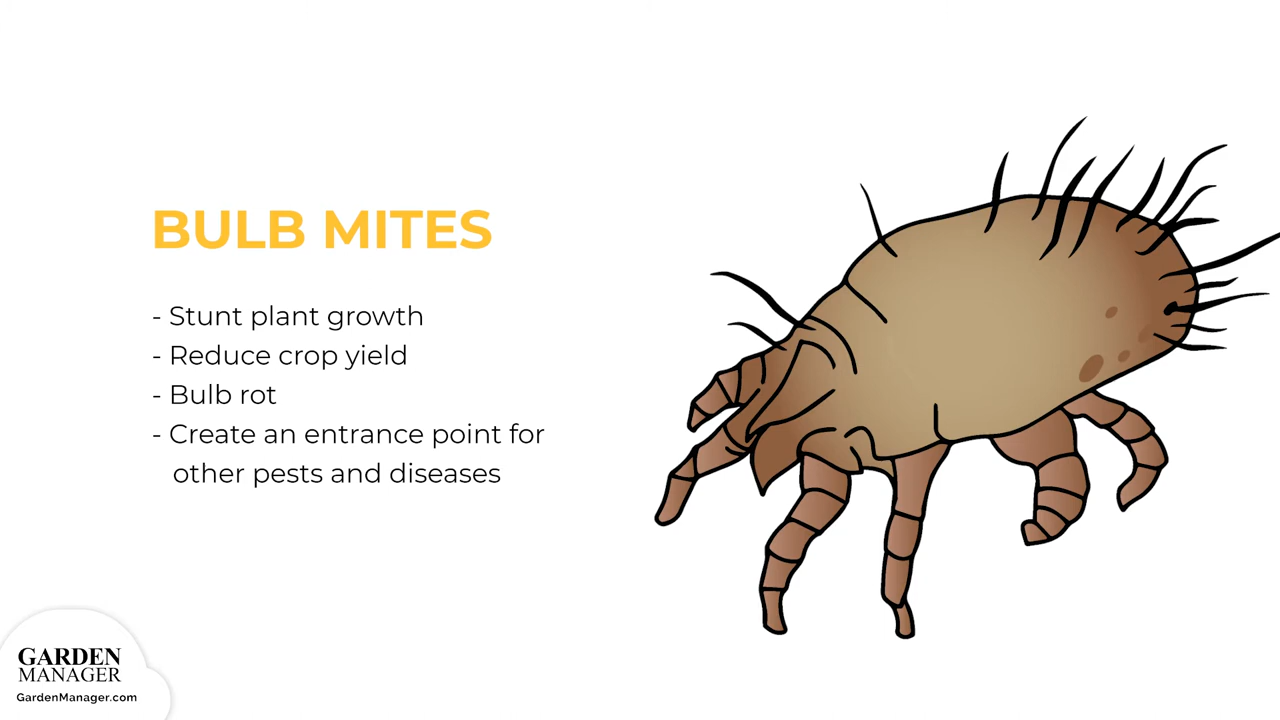 BULB MITES
- Stunt plant growth
- Reduce crop yield
- Bulb rot
- Create an entrance point for
other pests and diseases
GARDEN
MANAGER
GardenManager.com